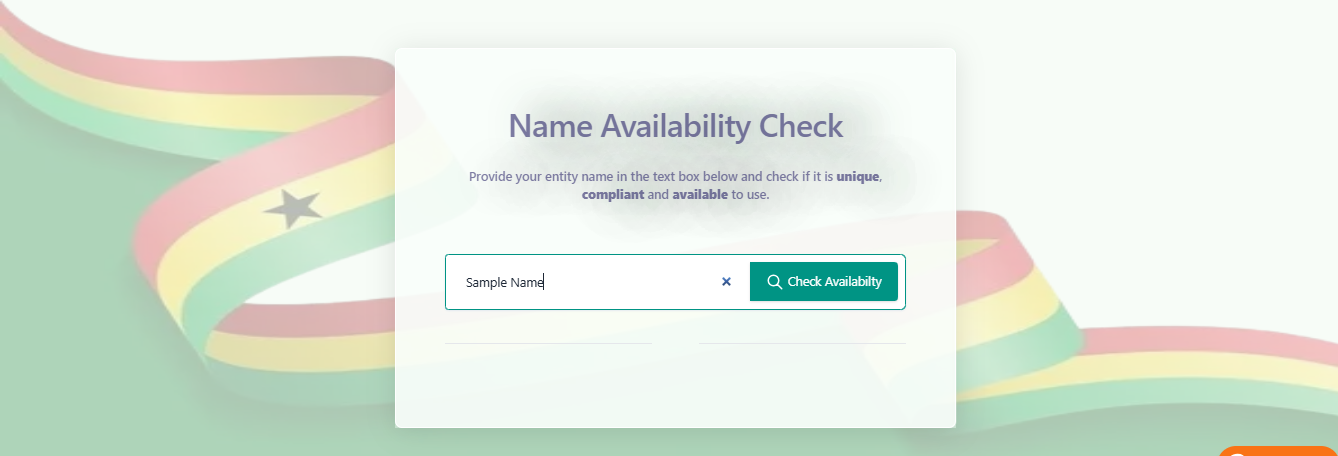 Name Availability Check
Provide your entity name in the text box below and check if it is unique,
compliant and available to use.
Sample Name × Check Availabilty